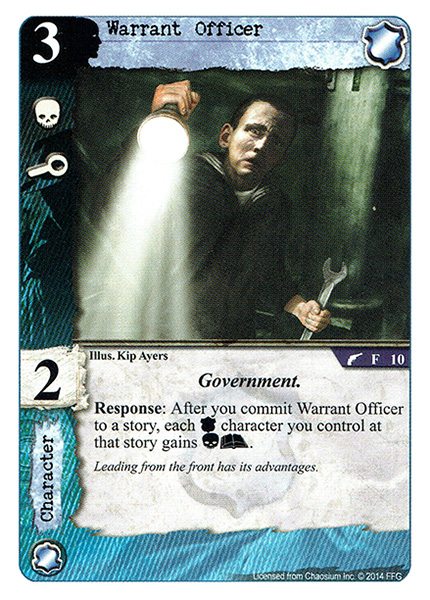 3
Warrant Officer
Illus. Kip Ayers
F 10
2
Government.
Response: After you commit Warrant Officer
to a story, each character you control at
that story gains .
Leading from the front has its advantages.
Character
Licensed from Chaosium Inc. © 2014 FFG